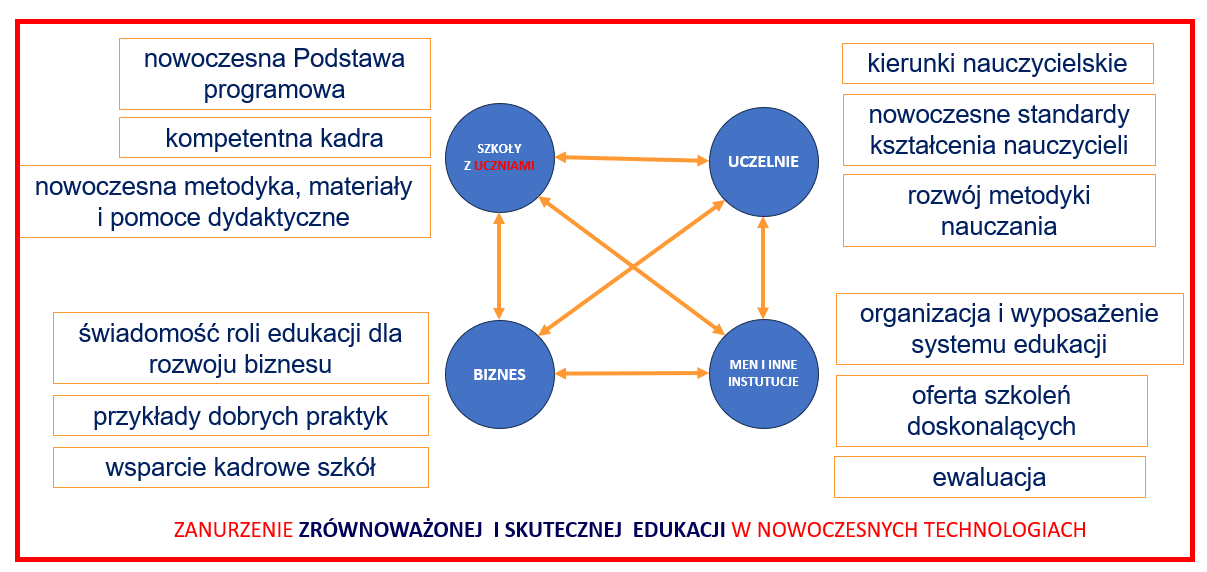 nowoczesna Podstawa
programowa
kompetentna kadra
nowoczesna metodyka, materiały
i pomoce dydaktyczne
SZKOŁY
Z UCZNIAMI
UCZELNIE
kierunki nauczycielskie
nowoczesne standardy
kształcenia nauczycieli
rozwój metodyki
nauczania
świadomość roli edukacji dla
rozwoju biznesu
przykłady dobrych praktyk
wsparcie kadrowe szkół
BIZNES
MEN I INNE
INSTUTUCJE
organizacja i wyposażenie
systemu edukacji
oferta szkoleń
doskonalących
ewaluacja
ZANURZENIE ZRÓWNOWAŻONEJ I SKUTECZNEJ EDUKACJI W NOWOCZESNYCH TECHNOLOGIACH